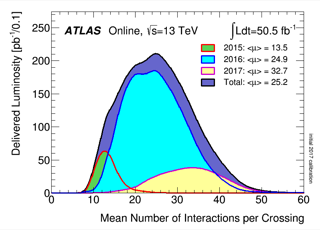 Delivered Luminosity [pb⁻¹/0.1]
250
200
150
100
50
0
ATLAS Online, √s=13 TeV ∫Ldt=50.5 fb⁻¹
2015: <μ> = 13.5
2016: <μ> = 24.9
2017: <μ> = 32.7
Total: <μ> = 25.2
0 10 20 30 40 50 60
Mean Number of Interactions per Crossing
Initial 2017 calibration